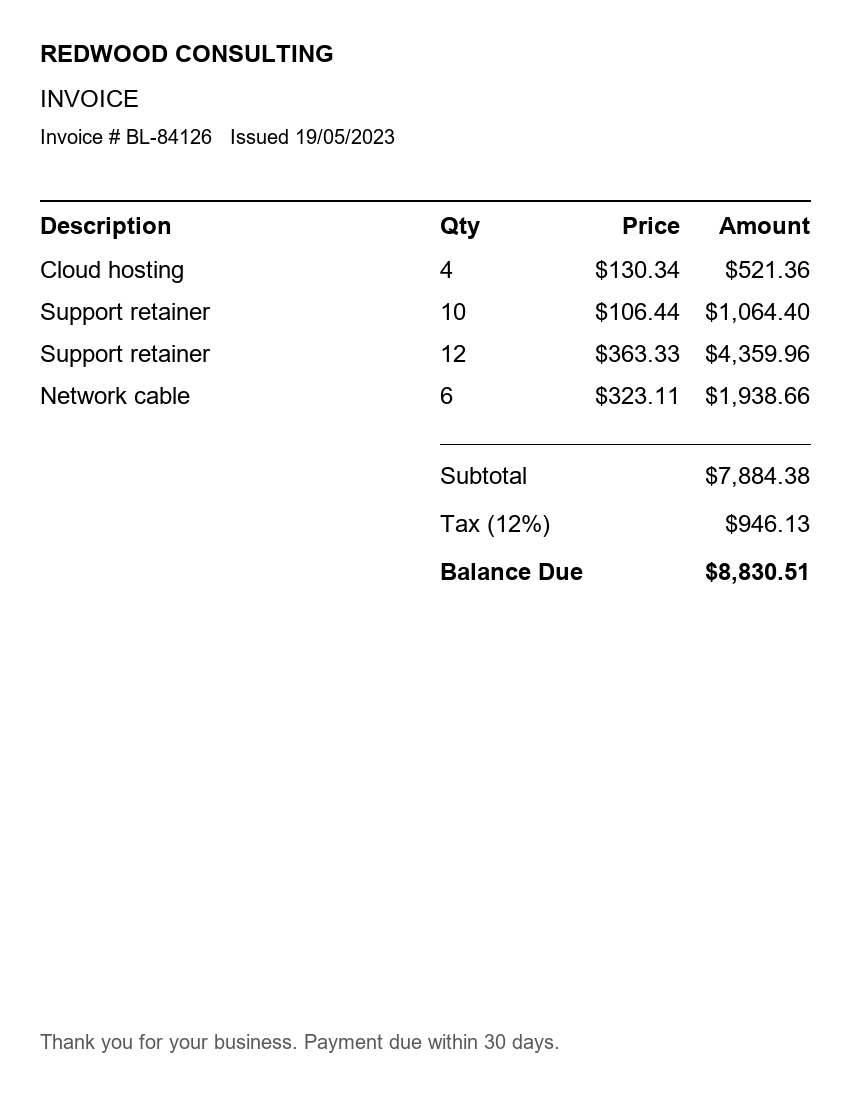 REDWOOD CONSULTING
INVOICE
Invoice # BL-84126 Issued 19/05/2023
Description Qty Price Amount
Cloud hosting 4 $130.34 $521.36
Support retainer 10 $106.44 $1,064.40
Support retainer 12 $363.33 $4,359.96
Network cable 6 $323.11 $1,938.66
Subtotal $7,884.38
Tax (12%) $946.13
Balance Due $8,830.51
Thank you for your business. Payment due within 30 days.